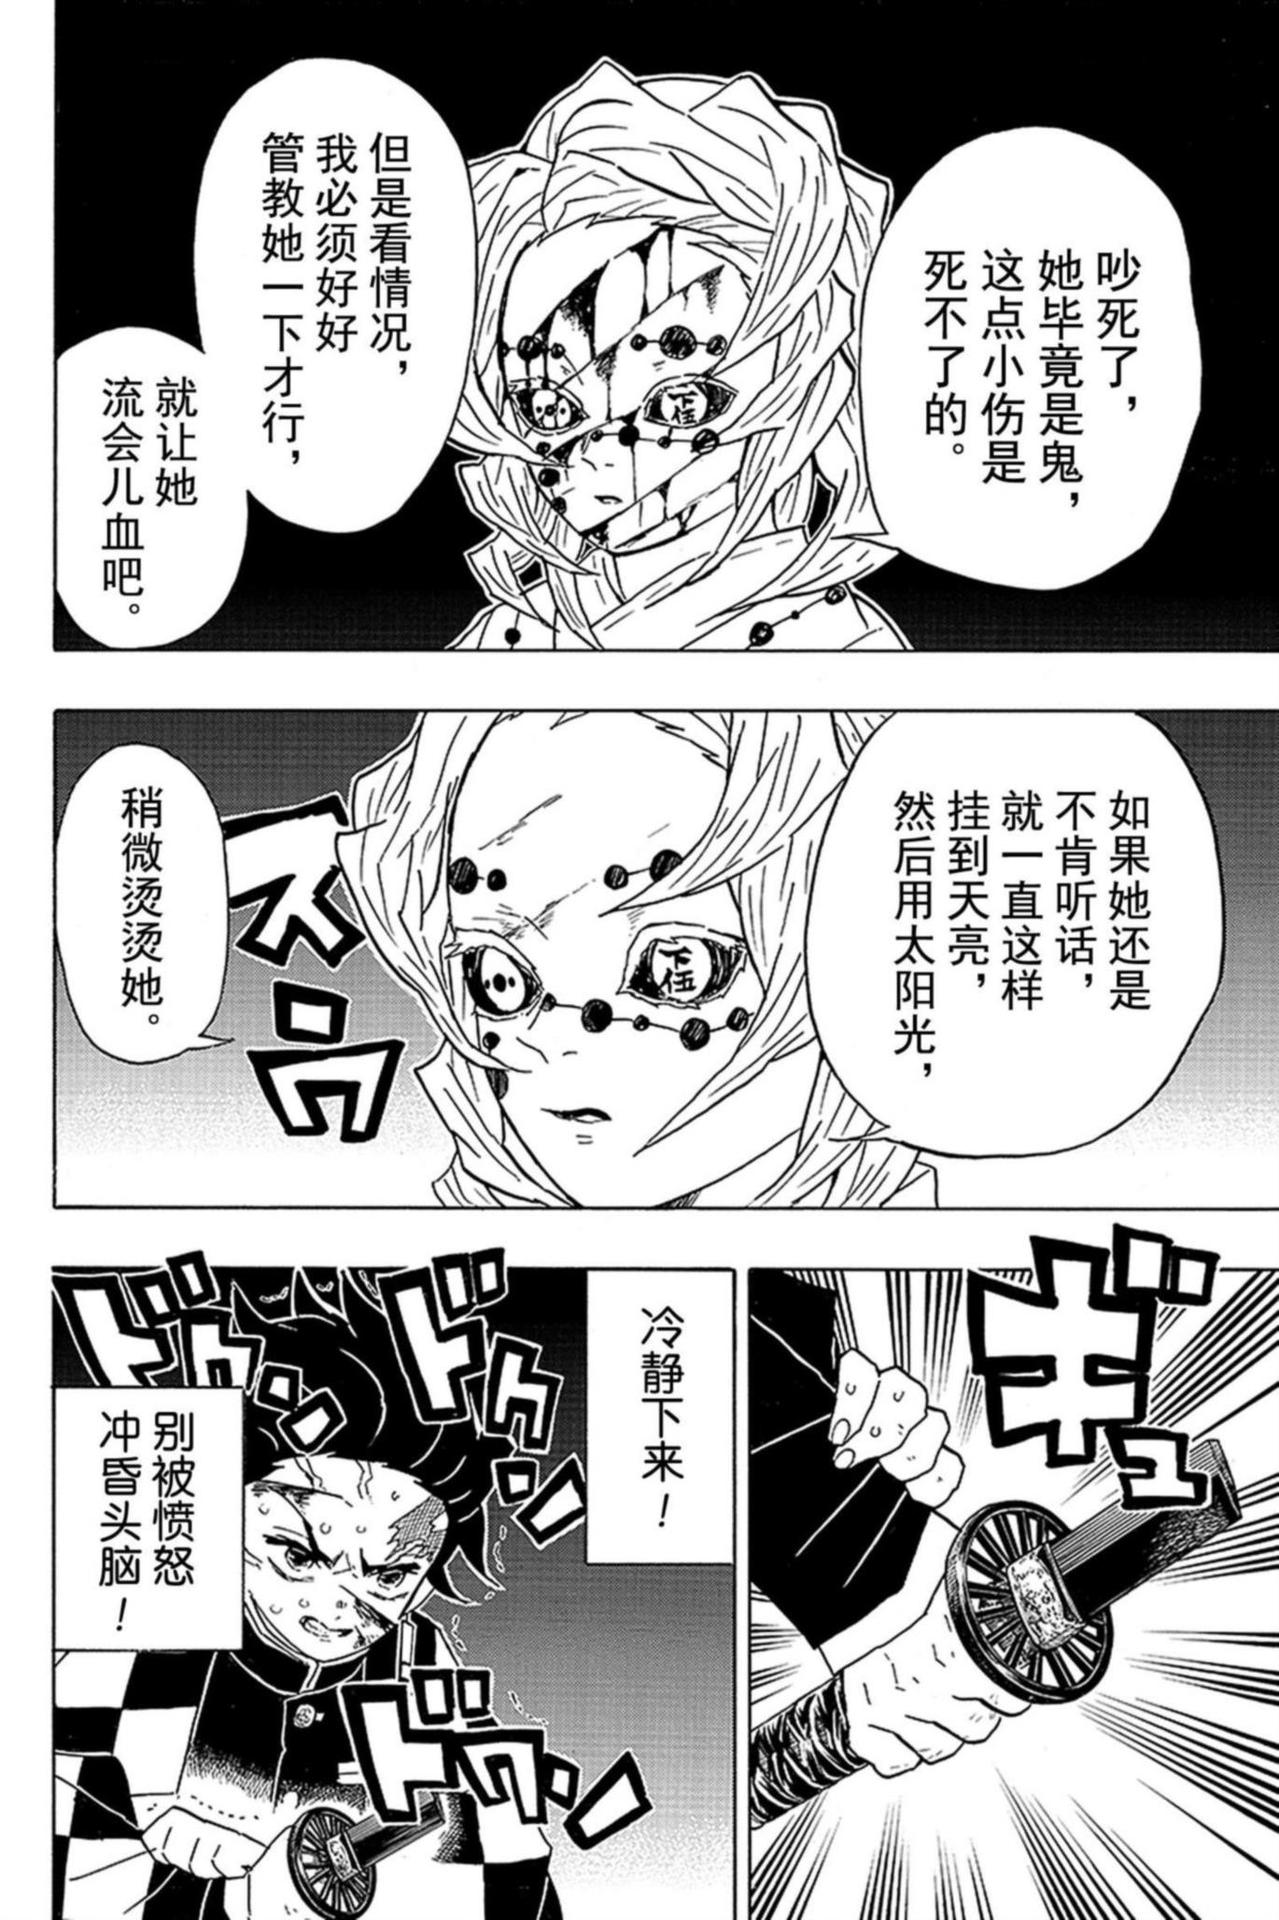 吵死了，
她毕竟是鬼，
这点小伤是
死不了的。
但是看情况，
我必须好好
管教她一下才行，
就让她
流会儿血吧。
下伍
如果她还是
不肯听话，
就一直这样
挂到天亮，
然后用太阳光，
稍微烫烫她。
下伍
ズ
ッ
ギュッ
冷静下来！
ドクン
ドクン
别被愤怒
冲昏头脑！
ドクン